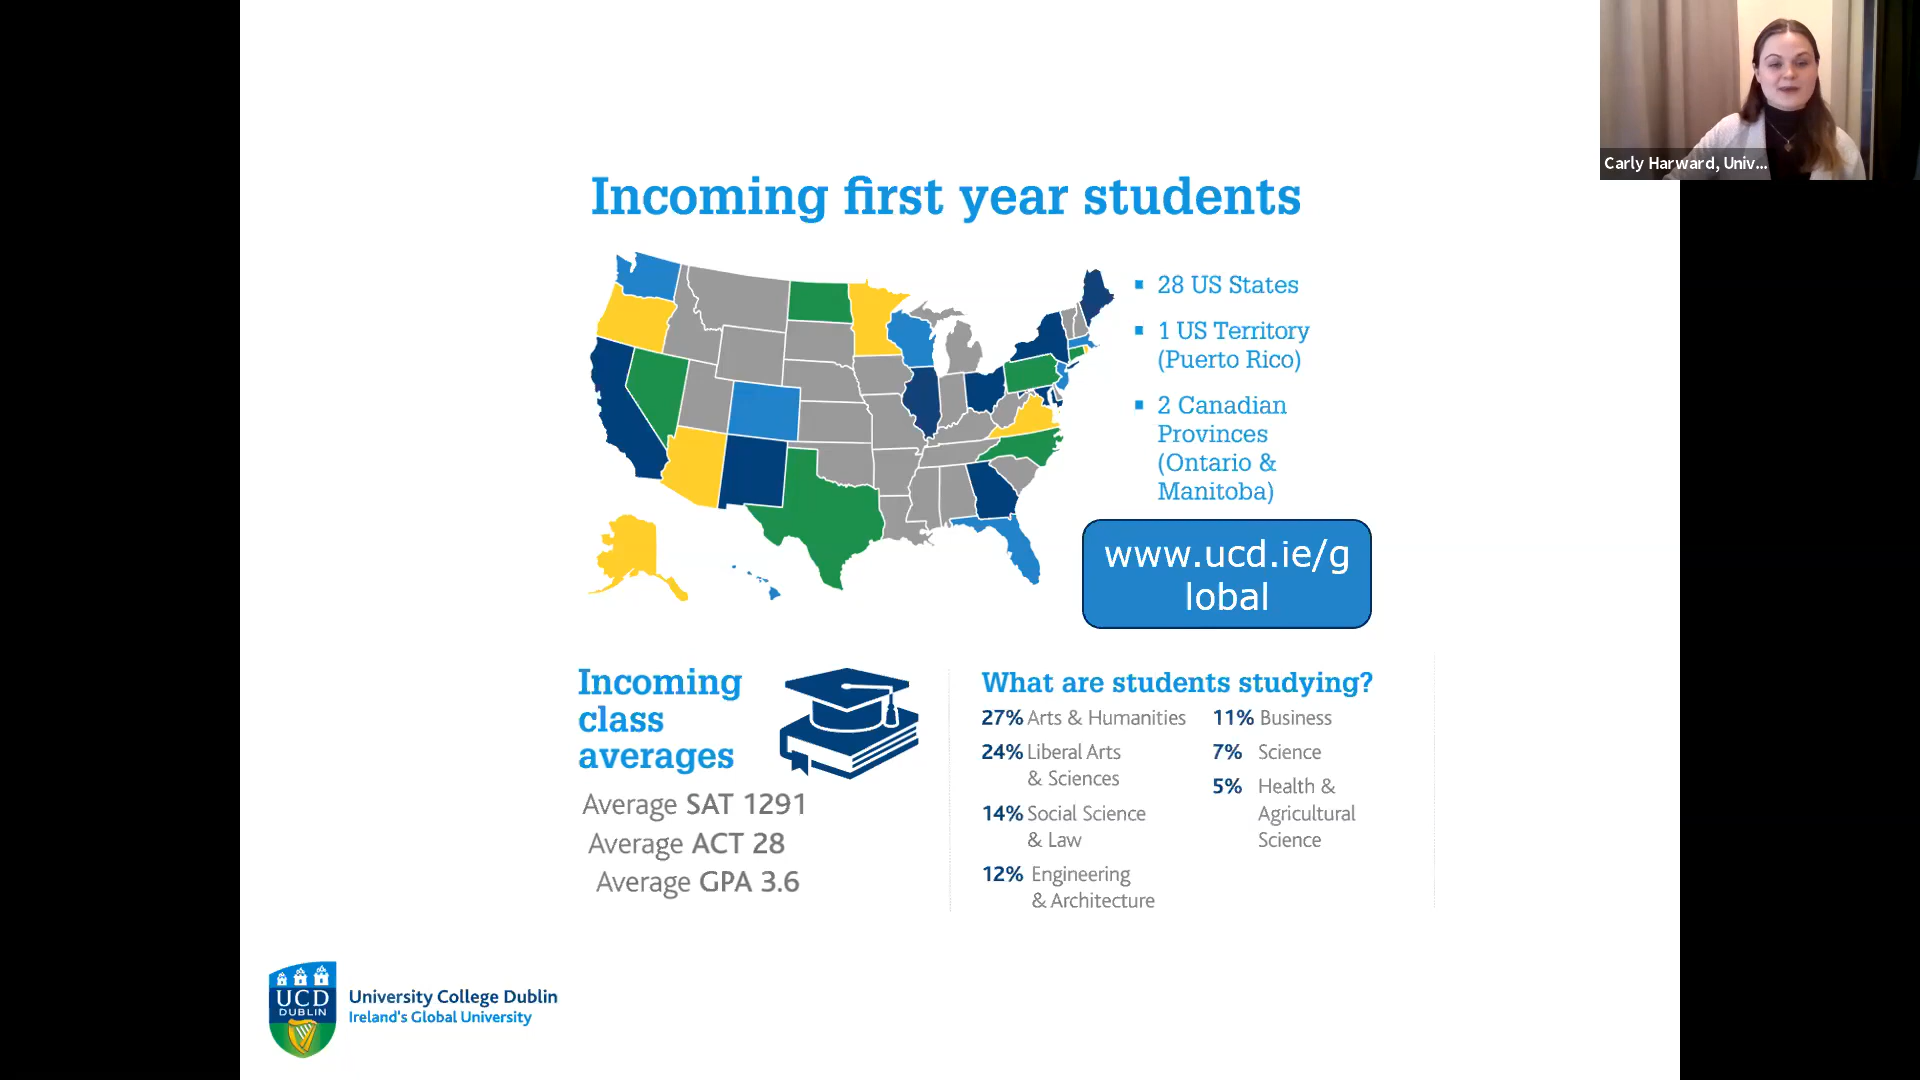 Carly Harward, Univ...
Incoming first year students
28 US States
1 US Territory
(Puerto Rico)
2 Canadian
Provinces
(Ontario &
Manitoba)
www.ucd.ie/g
lobal
Incoming
class
averages
Average SAT 1291
Average ACT 28
Average GPA 3.6
What are students studying?
27% Arts & Humanities
24% Liberal Arts
& Sciences
14% Social Science
& Law
12% Engineering
& Architecture
11% Business
7% Science
5% Health &
Agricultural
Science
UCD
DUBLIN
University College Dublin
Ireland's Global University